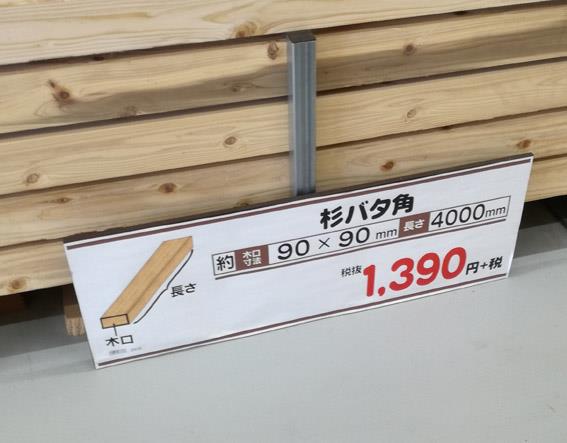 杉バタ角
約 木口寸法 90×90mm 長さ 4000mm
税抜 1,390円+税
長さ
木口